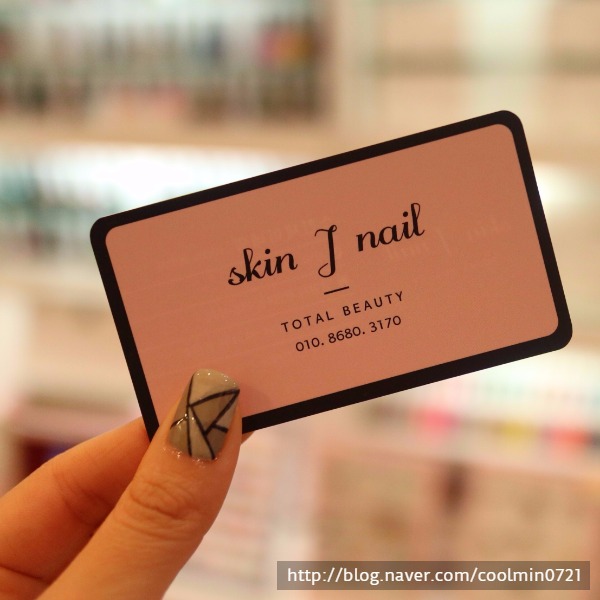 skin J nail
TOTAL BEAUTY
010. 8680. 3170
http://blog.naver.com/coolmin0721